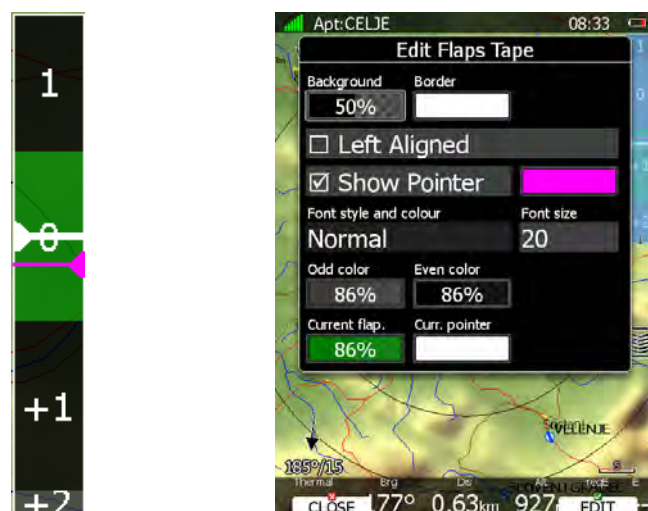 1
0
+1
+2
Apt:CELJE 08:33
Edit Flaps Tape
Background Border
50%
Left Aligned
Show Pointer
Font style and colour Font size
Normal 20
Odd color Even color
86% 86%
Current flap. Curr. pointer
86%
VELENJE
185°/15
Thermal Brg Dis Alt reqE E
CLOSE 177° 0.63km 927 EDIT